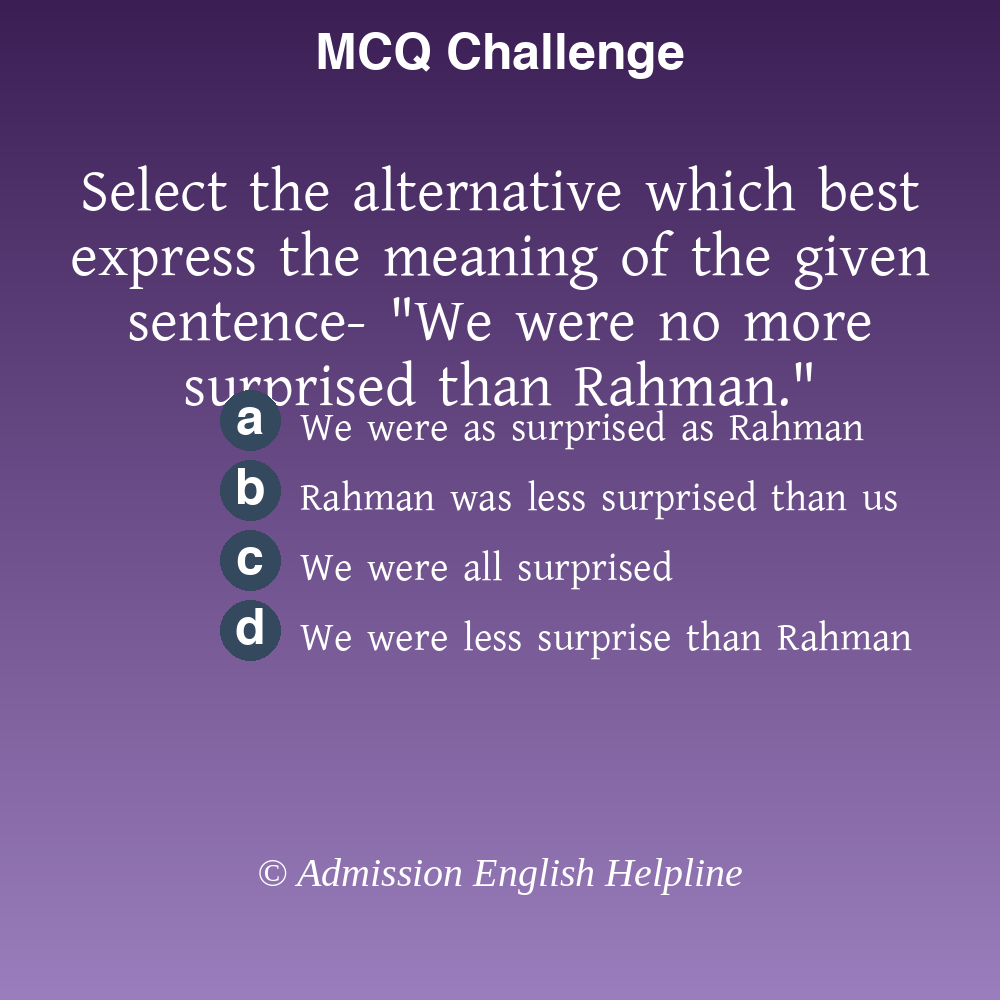 MCQ Challenge
Select the alternative which best
express the meaning of the given
sentence- "We were no more
surprised than Rahman."
a We were as surprised as Rahman
b Rahman was less surprised than us
c We were all surprised
d We were less surprise than Rahman
© Admission English Helpline